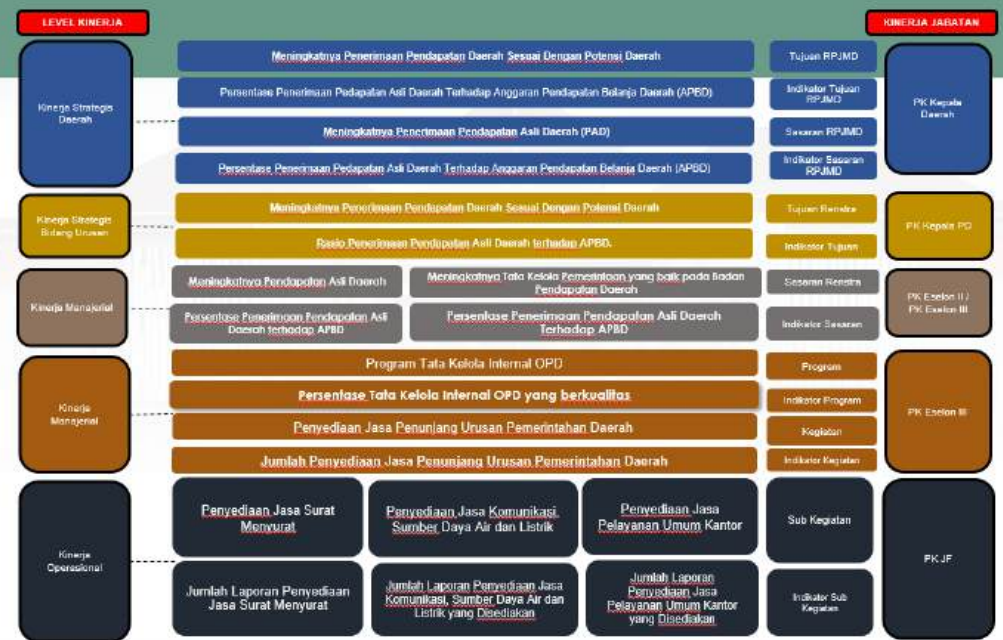 LEVEL KINERJA
KINERJA JABATAN
Kinerja Strategis
Daerah
Meningkatnya Penerimaan Pendapatan Daerah Sesuai Dengan Potensi Daerah
Tujuan RPJMD
Persentase Penerimaan Pedapatan Asli Daerah Terhadap Anggaran Pendapatan Bolanja Daerah (APBD)
Indikator Tujuan
RPJMD
Meningkatnya Penerimaan Pendapatan Asli Daerah (PAD)
Sasaran RPJMD
Persentase Penerimaan Pedapatan Asli Daerah Terhadap Anggaran Pendapatan Belanja Daerah (APBD)
Indikator Sasaran
RPJMD
PK Kepala
Daerah
Kinerja Strategis
Bidang Urusan
Meningkatnya Penerimaan Pendapatan Daerah Sesuai Dengan Potensi Daerah
Tujuan Renstra
Rasio Penerimaan Pendapatan Asli Daerah terhadap APBD.
Indikator Tujuan
PK Kepala PD
Kinerja Manajerial
Meningkatnya Pendapatan Asli Daerah
Meningkatnya Tata Kelola Pemerintaan yang baik pada Badan
Pendapatan Daerah
Sasaran Renstra
Persentase Penerimaan Pendapatan Asli
Daerah terhadap APBD
Persentase Penerimaan Pendapatan Asli Daerah
Terhadap APBD
Indikator Sasaran
PK Eselon II /
PK Eselon III
Kinerja
Manajerial
Program Tata Kelola Internal OPD
Program
Persentase Tata Kelola Internal OPD yang berkualitas
Indikator Program
Penyediaan Jasa Penunjang Urusan Pemerintahan Daerah
Kegiatan
Jumlah Penyediaan Jasa Penunjang Urusan Pemerintahan Daerah
Indikator Kegiatan
PK Eselon III
Kinerja
Operasional
Penyediaan Jasa Surat
Menyurat
Penyediaan Jasa Komunikasi,
Sumber Daya Air dan Listrik
Penyediaan Jasa
Pelayanan Umum Kantor
Sub Kegiatan
Jumlah Laporan Penyediaan
Jasa Surat Menyurat
Jumlah Laporan Penyediaan Jasa
Komunikasi, Sumber Daya Air dan
Listrik yang Disediakan
Jumlah Laporan
Penyediaan Jasa
Pelayanan Umum Kantor
yang Disediakan
Indikator Sub
Kegiatan
PK JF